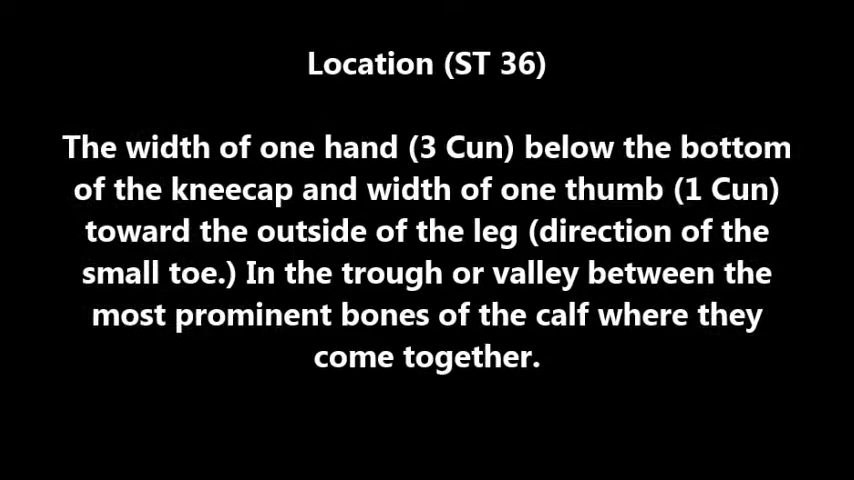 Location (ST 36)
The width of one hand (3 Cun) below the bottom
of the kneecap and width of one thumb (1 Cun)
toward the outside of the leg (direction of the
small toe.) In the trough or valley between the
most prominent bones of the calf where they
come together.